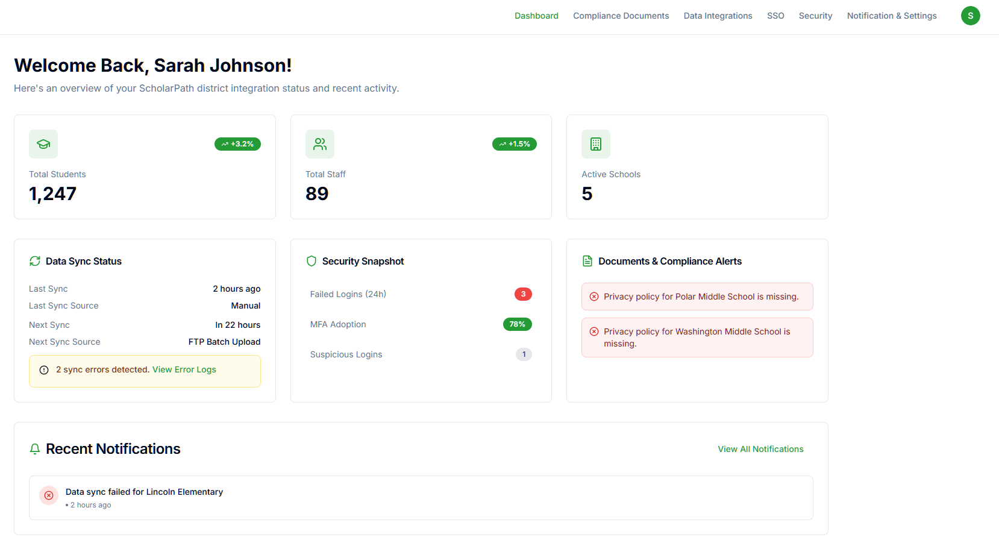 Dashboard Compliance Documents Data Integrations SSO Security Notification & Settings S
Welcome Back, Sarah Johnson!
Here's an overview of your ScholarPath district integration status and recent activity.
+3.2%
Total Students
1,247
+1.5%
Total Staff
89
Active Schools
5
Data Sync Status
Last Sync 2 hours ago
Last Sync Source Manual
Next Sync In 22 hours
Next Sync Source FTP Batch Upload
2 sync errors detected. View Error Logs
Security Snapshot
Failed Logins (24h) 3
MFA Adoption 78%
Suspicious Logins 1
Documents & Compliance Alerts
Privacy policy for Polar Middle School is missing.
Privacy policy for Washington Middle School is
missing.
Recent Notifications View All Notifications
Data sync failed for Lincoln Elementary
• 2 hours ago